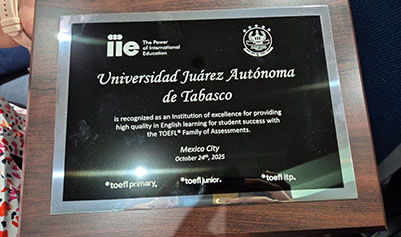 iie
The Power
of International
Education
Universidad Juárez Autónoma
de Tabasco
is recognized as an Institution of excellence for providing
high quality in English learning for student success with
the TOEFL® Family of Assessments.
Mexico City
October 24th, 2025
toefl primary. toefl junior. toefl itp.